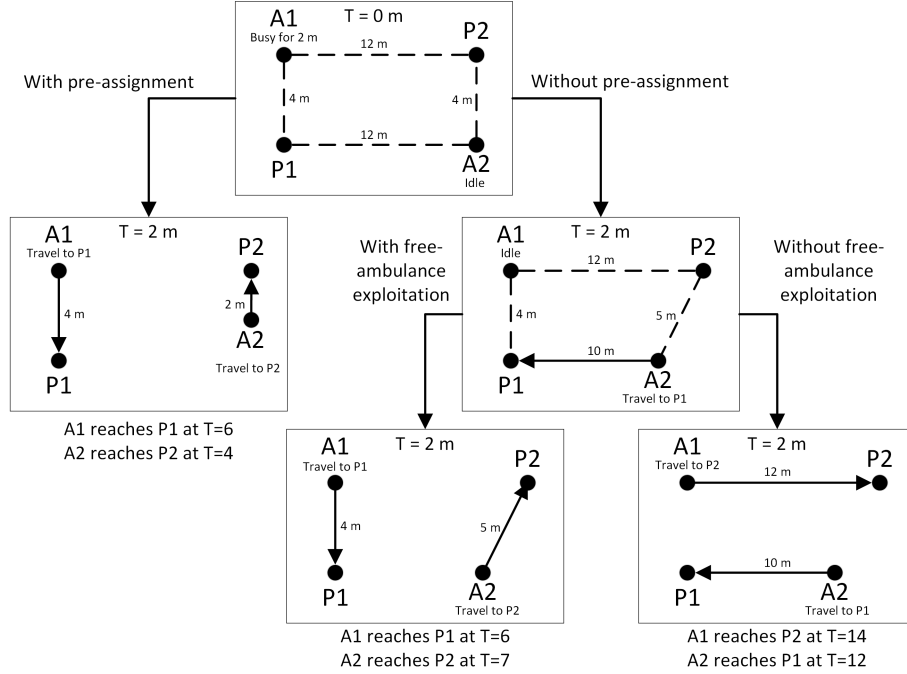 A1
T = 0 m
P2
Busy for 2 m
12 m
4 m
4 m
12 m
P1
A2
Idle
With pre-assignment
Without pre-assignment
A1
T = 2 m
Travel to P1
P2
4 m
2 m
A2
P1
Travel to P2
A1 reaches P1 at T=6
A2 reaches P2 at T=4
With free-
ambulance
exploitation
A1
T = 2 m
Idle
P2
12 m
4 m
5 m
10 m
P1
A2
Travel to P1
Without free-
ambulance
exploitation
A1
T = 2 m
Travel to P1
P2
4 m
5 m
P1
A2
Travel to P2
A1 reaches P1 at T=6
A2 reaches P2 at T=7
A1
T = 2 m
Travel to P2
P2
12 m
10 m
P1
A2
Travel to P1
A1 reaches P2 at T=14
A2 reaches P1 at T=12